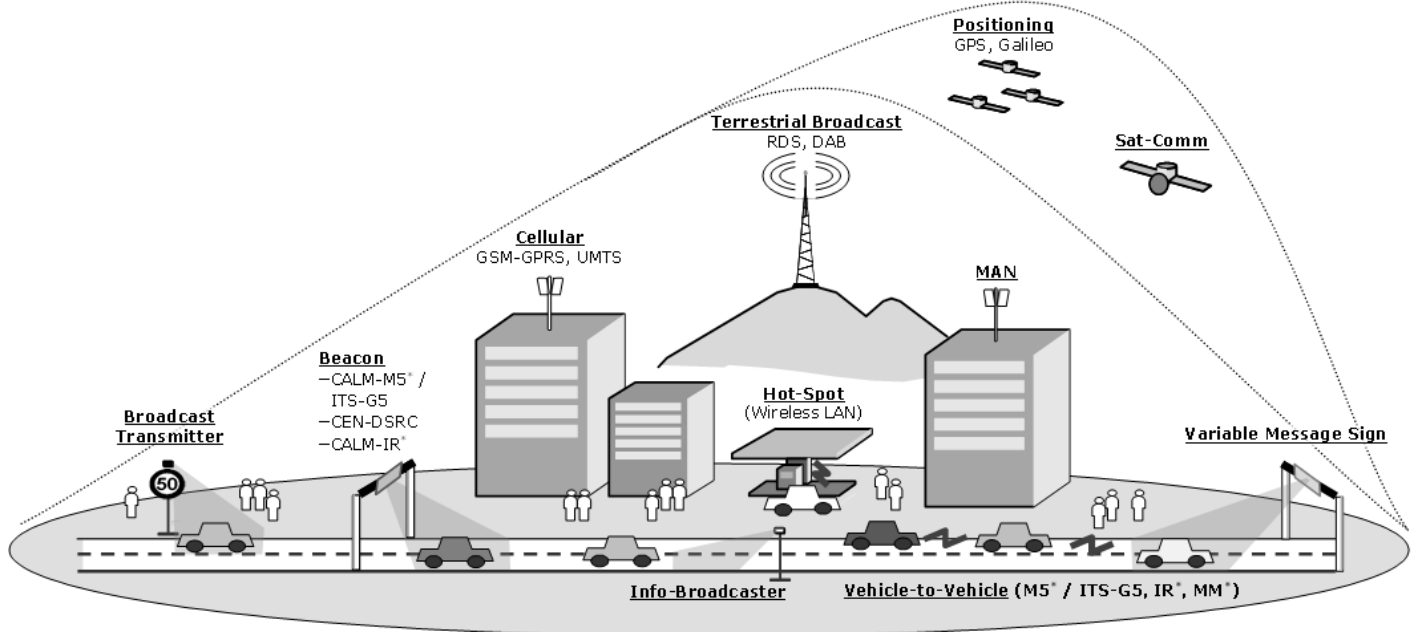 Positioning
GPS, Galileo
Terrestrial Broadcast
RDS, DAB
Sat-Comm
Cellular
GSM-GPRS, UMTS
MAN
Beacon
–CALM-M5* /
ITS-G5
–CEN-DSRC
–CALM-IR*
Hot-Spot
(Wireless LAN)
Broadcast
Transmitter
Variable Message Sign
50
Info-Broadcaster
Vehicle-to-Vehicle (M5* / ITS-G5, IR*, MM*)